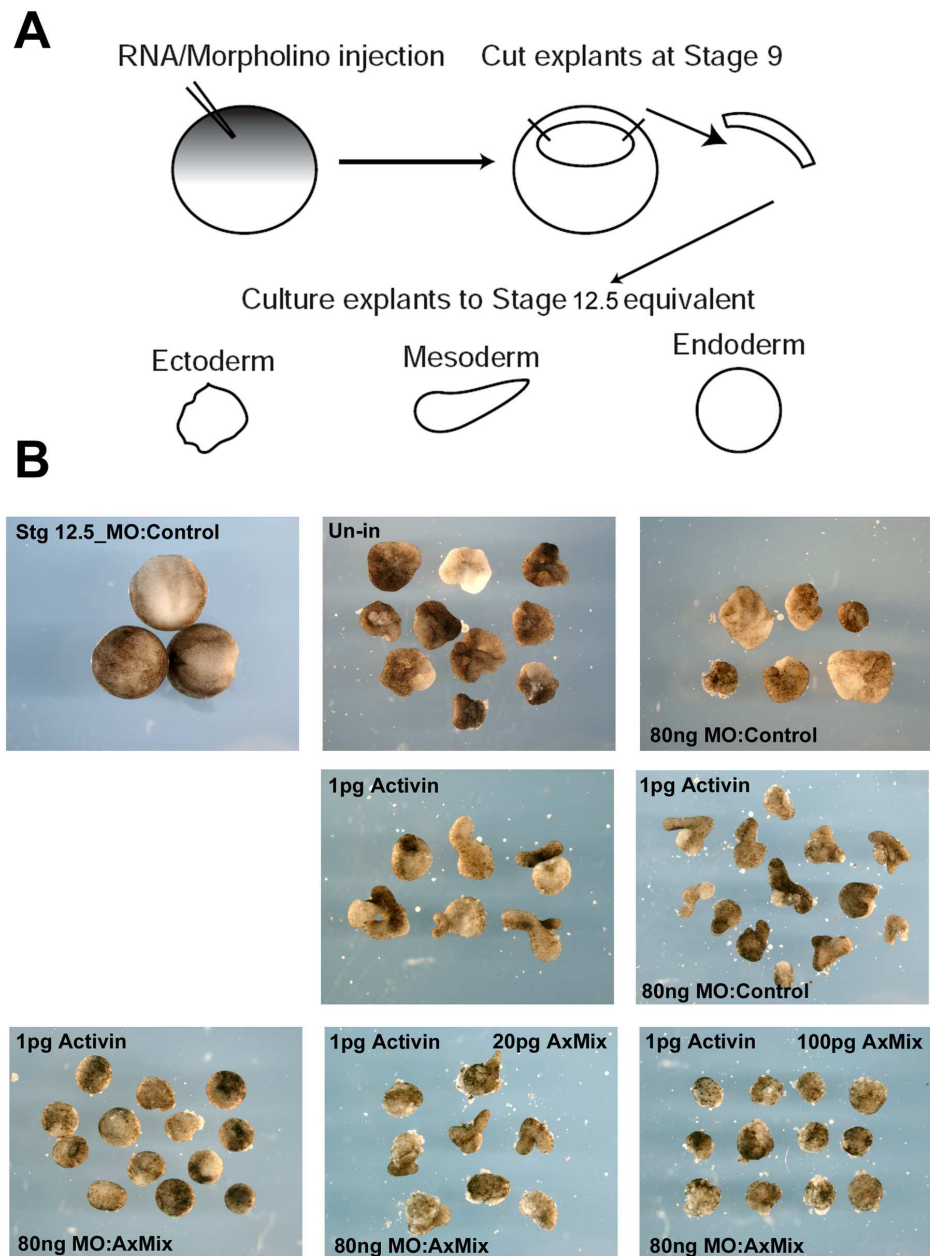 A
RNA/Morpholino injection
Cut explants at Stage 9
Culture explants to Stage 12.5 equivalent
Ectoderm
Mesoderm
Endoderm
B
Stg 12.5_MO:Control
Un-in
80ng MO:Control
1pg Activin
1pg Activin
80ng MO:Control
1pg Activin
80ng MO:AxMix
1pg Activin 20pg AxMix
80ng MO:AxMix
1pg Activin 100pg AxMix
80ng MO:AxMix